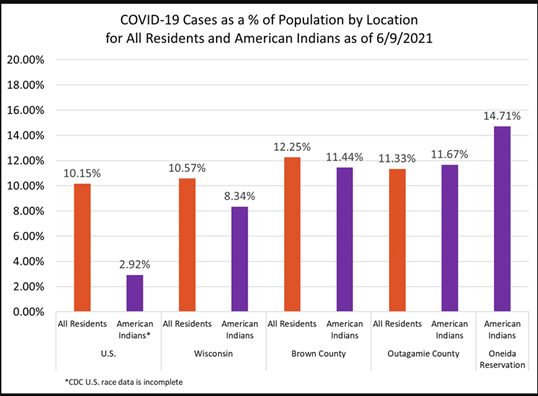 COVID-19 Cases as a % of Population by Location
for All Residents and American Indians as of 6/9/2021
20.00%
18.00%
16.00%
14.00%
12.00%
10.00%
8.00%
6.00%
4.00%
2.00%
0.00%
10.15%
2.92%
10.57%
8.34%
12.25%
11.44%
11.33%
11.67%
14.71%
All Residents
American
Indians*
All Residents
American
Indians
All Residents
American
Indians
All Residents
American
Indians
American
Indians
U.S.
Wisconsin
Brown County
Outagamie County
Oneida
Reservation
*CDC U.S. race data is incomplete